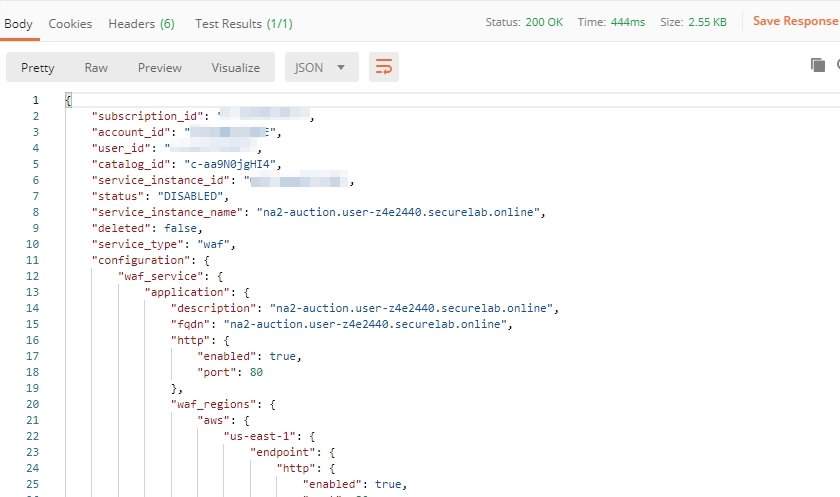 Body Cookies Headers (6) Test Results (1/1) Status: 200 OK Time: 444ms Size: 2.55 KB Save Response
Pretty Raw Preview Visualize JSON
1 {
2 "subscription_id": " ,
3 "account_id": " E",
4 "user_id": " ,
5 "catalog_id": "c-aa9N0jgHI4",
6 "service_instance_id": " ,
7 "status": "DISABLED",
8 "service_instance_name": "na2-auction.user-z4e2440.securelab.online",
9 "deleted": false,
10 "service_type": "waf",
11 "configuration": {
12 "waf_service": {
13 "application": {
14 "description": "na2-auction.user-z4e2440.securelab.online",
15 "fqdn": "na2-auction.user-z4e2440.securelab.online",
16 "http": {
17 "enabled": true,
18 "port": 80
19 },
20 "waf_regions": {
21 "aws": {
22 "us-east-1": {
23 "endpoint": {
24 "http": {
25 "enabled": true,